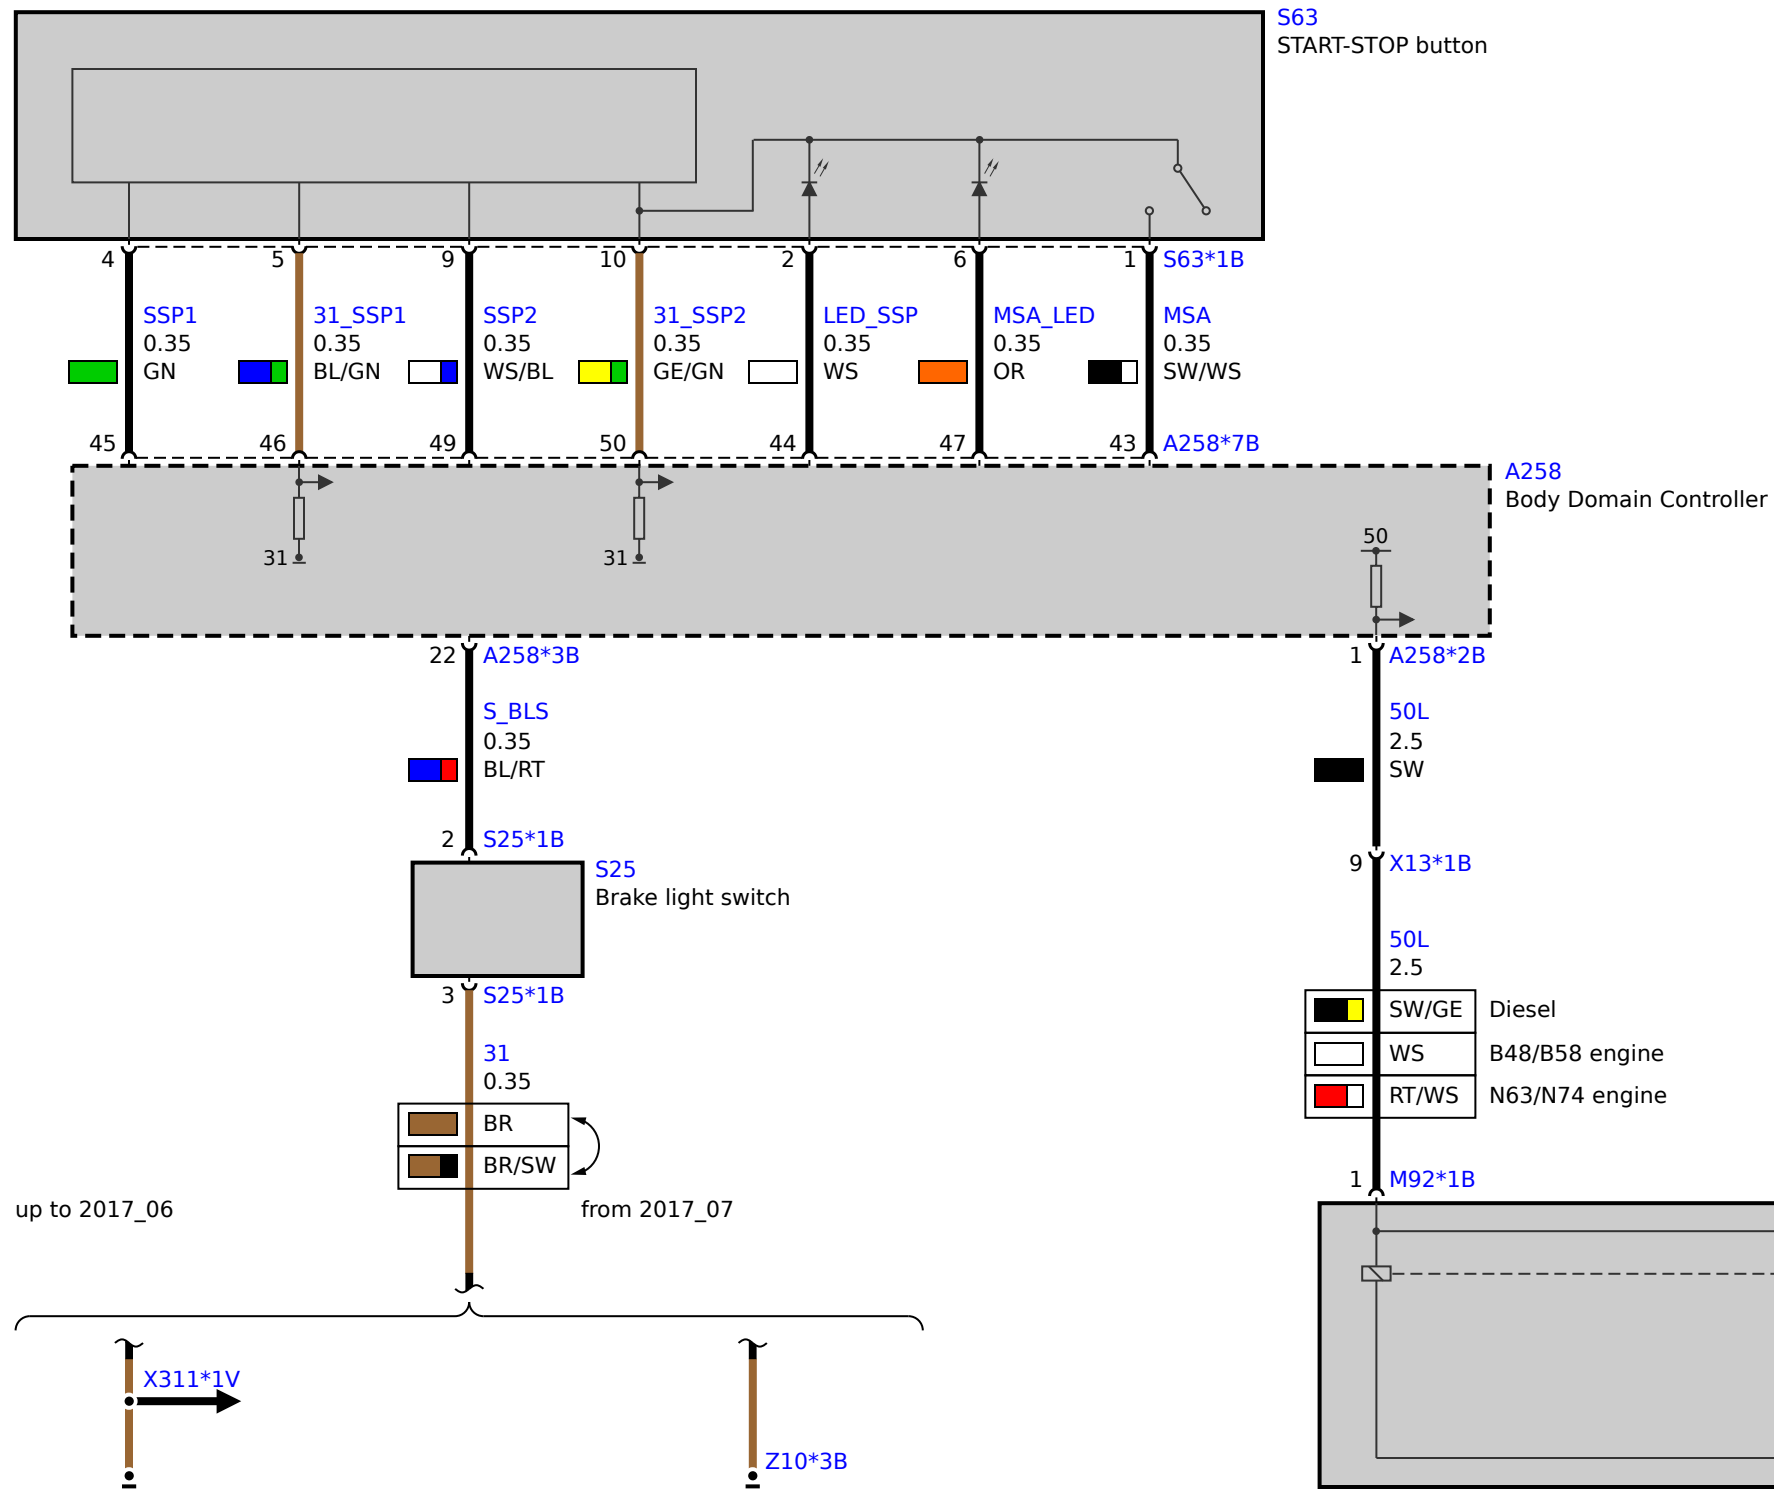 S63
START-STOP button
4
5
9
10
2
6
1
S63*1B
SSP1
0.35
GN
31_SSP1
0.35
BL/GN
SSP2
0.35
WS/BL
31_SSP2
0.35
GE/GN
LED_SSP
0.35
WS
MSA_LED
0.35
OR
MSA
0.35
SW/WS
45
46
49
50
44
47
43
A258*7B
A258
Body Domain Controller
31
31
50
22
A258*3B
S_BLS
0.35
BL/RT
2
S25*1B
S25
Brake light switch
3
S25*1B
31
0.35
BR
BR/SW
up to 2017_06
from 2017_07
X311*1V
Z10*3B
1
A258*2B
50L
2.5
SW
9
X13*1B
50L
2.5
SW/GE
Diesel
WS
B48/B58 engine
RT/WS
N63/N74 engine
1
M92*1B